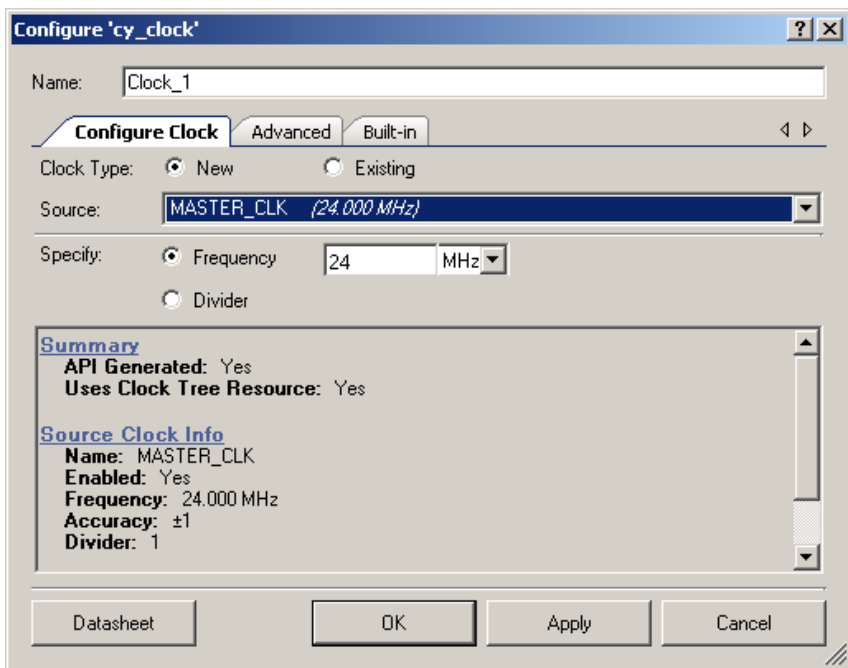 Configure 'cy_clock'
Name: Clock_1
Configure Clock Advanced Built-in
Clock Type: New Existing
Source: MASTER_CLK (24.000 MHz)
Specify: Frequency 24 MHz
Divider
Summary
API Generated: Yes
Uses Clock Tree Resource: Yes
Source Clock Info
Name: MASTER_CLK
Enabled: Yes
Frequency: 24.000 MHz
Accuracy: ±1
Divider: 1
Datasheet OK Apply Cancel